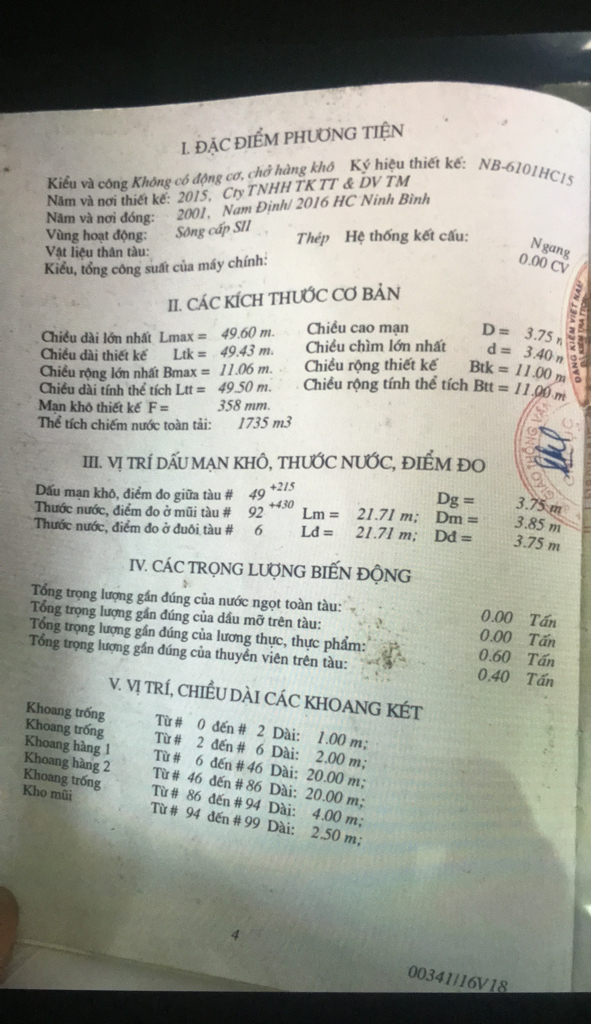 I. ĐẶC ĐIỂM PHƯƠNG TIỆN
Kiểu và công Không có động cơ, chở hàng khô Ký hiệu thiết kế: NB-6101HC15
Năm và nơi thiết kế: 2015, Cty TNHH TK TT & DV TM
Năm và nơi đóng: 2001, Nam Định/ 2016 HC Ninh Bình
Vùng hoạt động: Sông cấp SII
Vật liệu thân tàu: Thép Hệ thống kết cấu: Ngang
Kiểu, tổng công suất của máy chính: 0.00 CV
II. CÁC KÍCH THƯỚC CƠ BẢN
Chiều dài lớn nhất Lmax = 49.60 m. Chiều cao mạn D = 3.75 m
Chiều dài thiết kế Ltk = 49.43 m. Chiều chìm lớn nhất d = 3.40 m
Chiều rộng lớn nhất Bmax = 11.06 m. Chiều rộng thiết kế Btk = 11.00 m
Chiều dài tính thể tích Ltt = 49.50 m. Chiều rộng tính thể tích Btt = 11.00 m
Mạn khô thiết kế F = 358 mm.
Thể tích chiếm nước toàn tải: 1735 m3
III. VỊ TRÍ DẤU MẠN KHÔ, THƯỚC NƯỚC, ĐIỂM ĐO
Dấu mạn khô, điểm đo giữa tàu # 49 +215 Dg = 3.75 m
Thước nước, điểm đo ở mũi tàu # 92 +430 Lm = 21.71 m; Dm = 3.85 m
Thước nước, điểm đo ở đuôi tàu # 6 Lđ = 21.71 m; Dđ = 3.75 m
IV. CÁC TRỌNG LƯỢNG BIẾN ĐỘNG
Tổng trọng lượng gần đúng của nước ngọt toàn tàu: 0.00 Tấn
Tổng trọng lượng gần đúng của dầu mỡ trên tàu: 0.00 Tấn
Tổng trọng lượng gần đúng của lương thực, thực phẩm: 0.60 Tấn
Tổng trọng lượng gần đúng của thuyền viên trên tàu: 0.40 Tấn
V. VỊ TRÍ, CHIỀU DÀI CÁC KHOANG KÉT
Khoang trống Từ # 0 đến # 2 Dài: 1.00 m;
Khoang trống Từ # 2 đến # 6 Dài: 2.00 m;
Khoang hàng 1 Từ # 6 đến # 46 Dài: 20.00 m;
Khoang hàng 2 Từ # 46 đến # 86 Dài: 20.00 m;
Khoang trống Từ # 86 đến # 94 Dài: 4.00 m;
Kho mũi Từ # 94 đến # 99 Dài: 2.50 m;
4
00341/16V18
ĐĂNG KIỂM VIỆT NAM